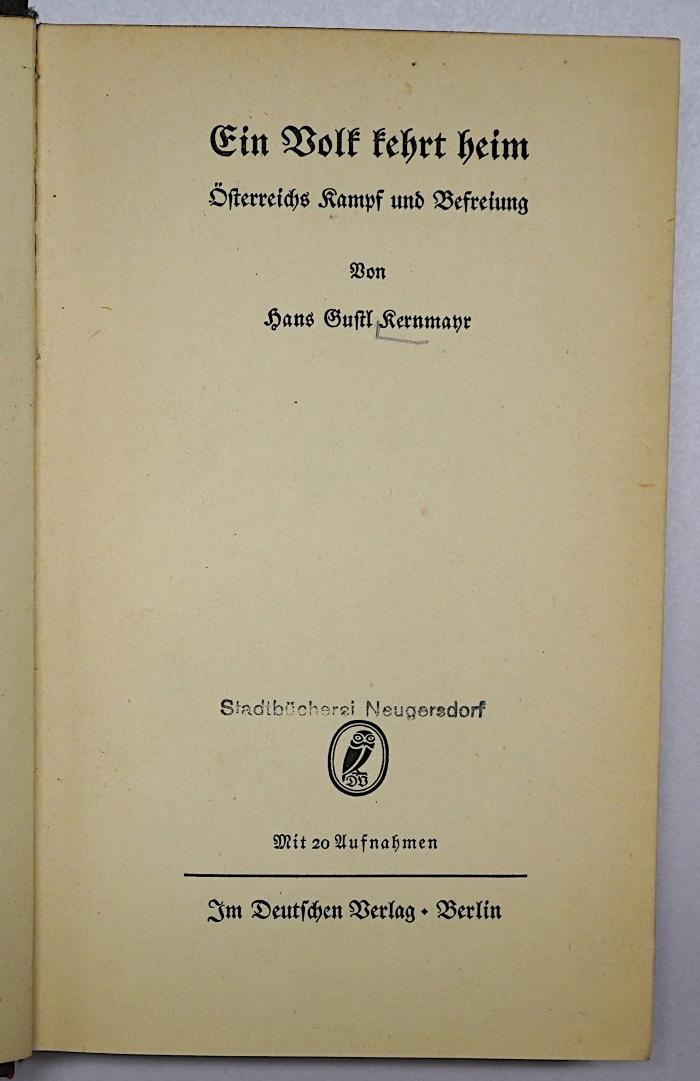 Ein Volk kehrt heim
Österreichs Kampf und Befreiung
Von
Hans Gustl Kernmayr
Stadtbücherei Neugersdorf
DV
Mit 20 Aufnahmen
Im Deutschen Verlag • Berlin